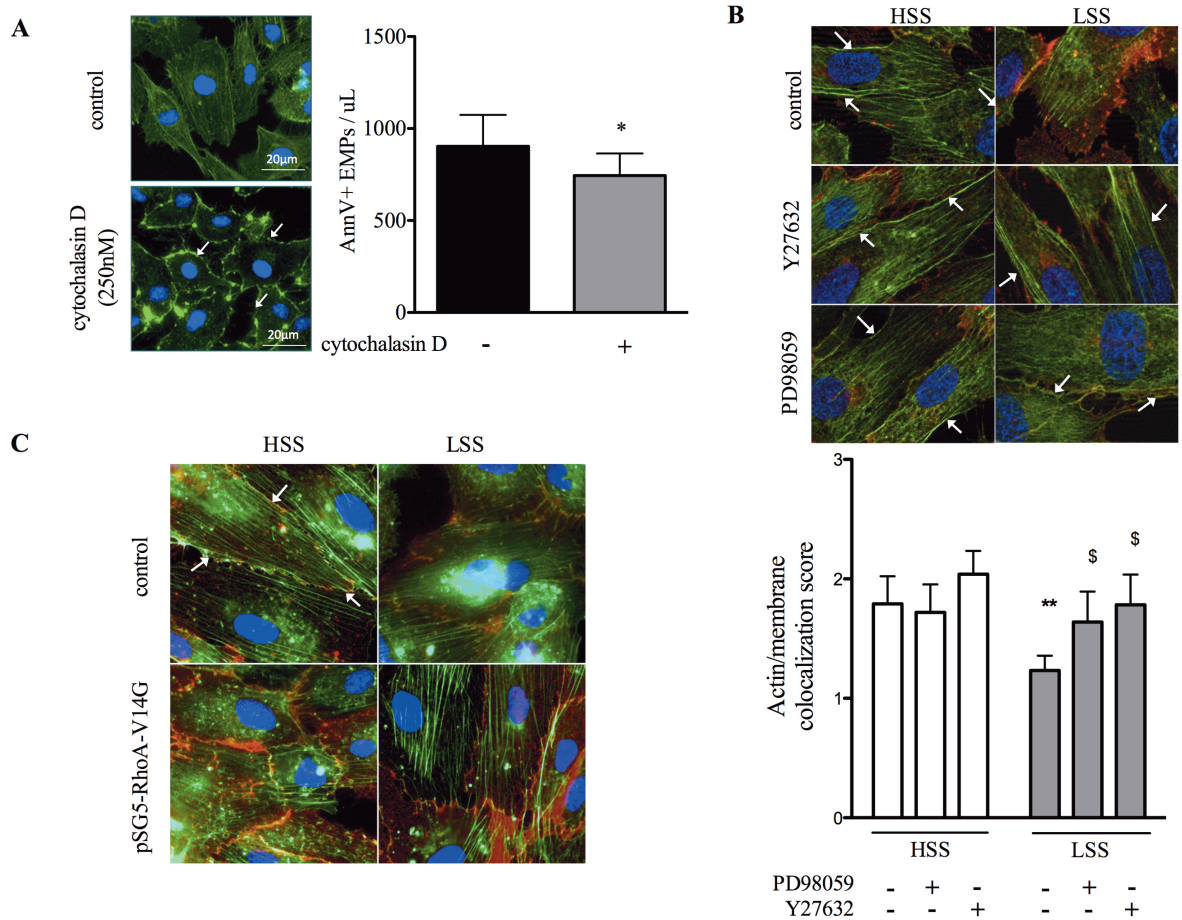 A
control
20μm
cytochalasin D
(250nM)
20μm
AnnV+ EMPs / uL
1500
1000
500
0
*
cytochalasin D - +
B
HSS LSS
control
Y27632
PD98059
Actin/membrane
colocalization score
3
2
1
0
** $ $
HSS LSS
PD98059 - + - - + -
Y27632 - - + - - +
C
HSS LSS
control
pSG5-RhoA-V14G